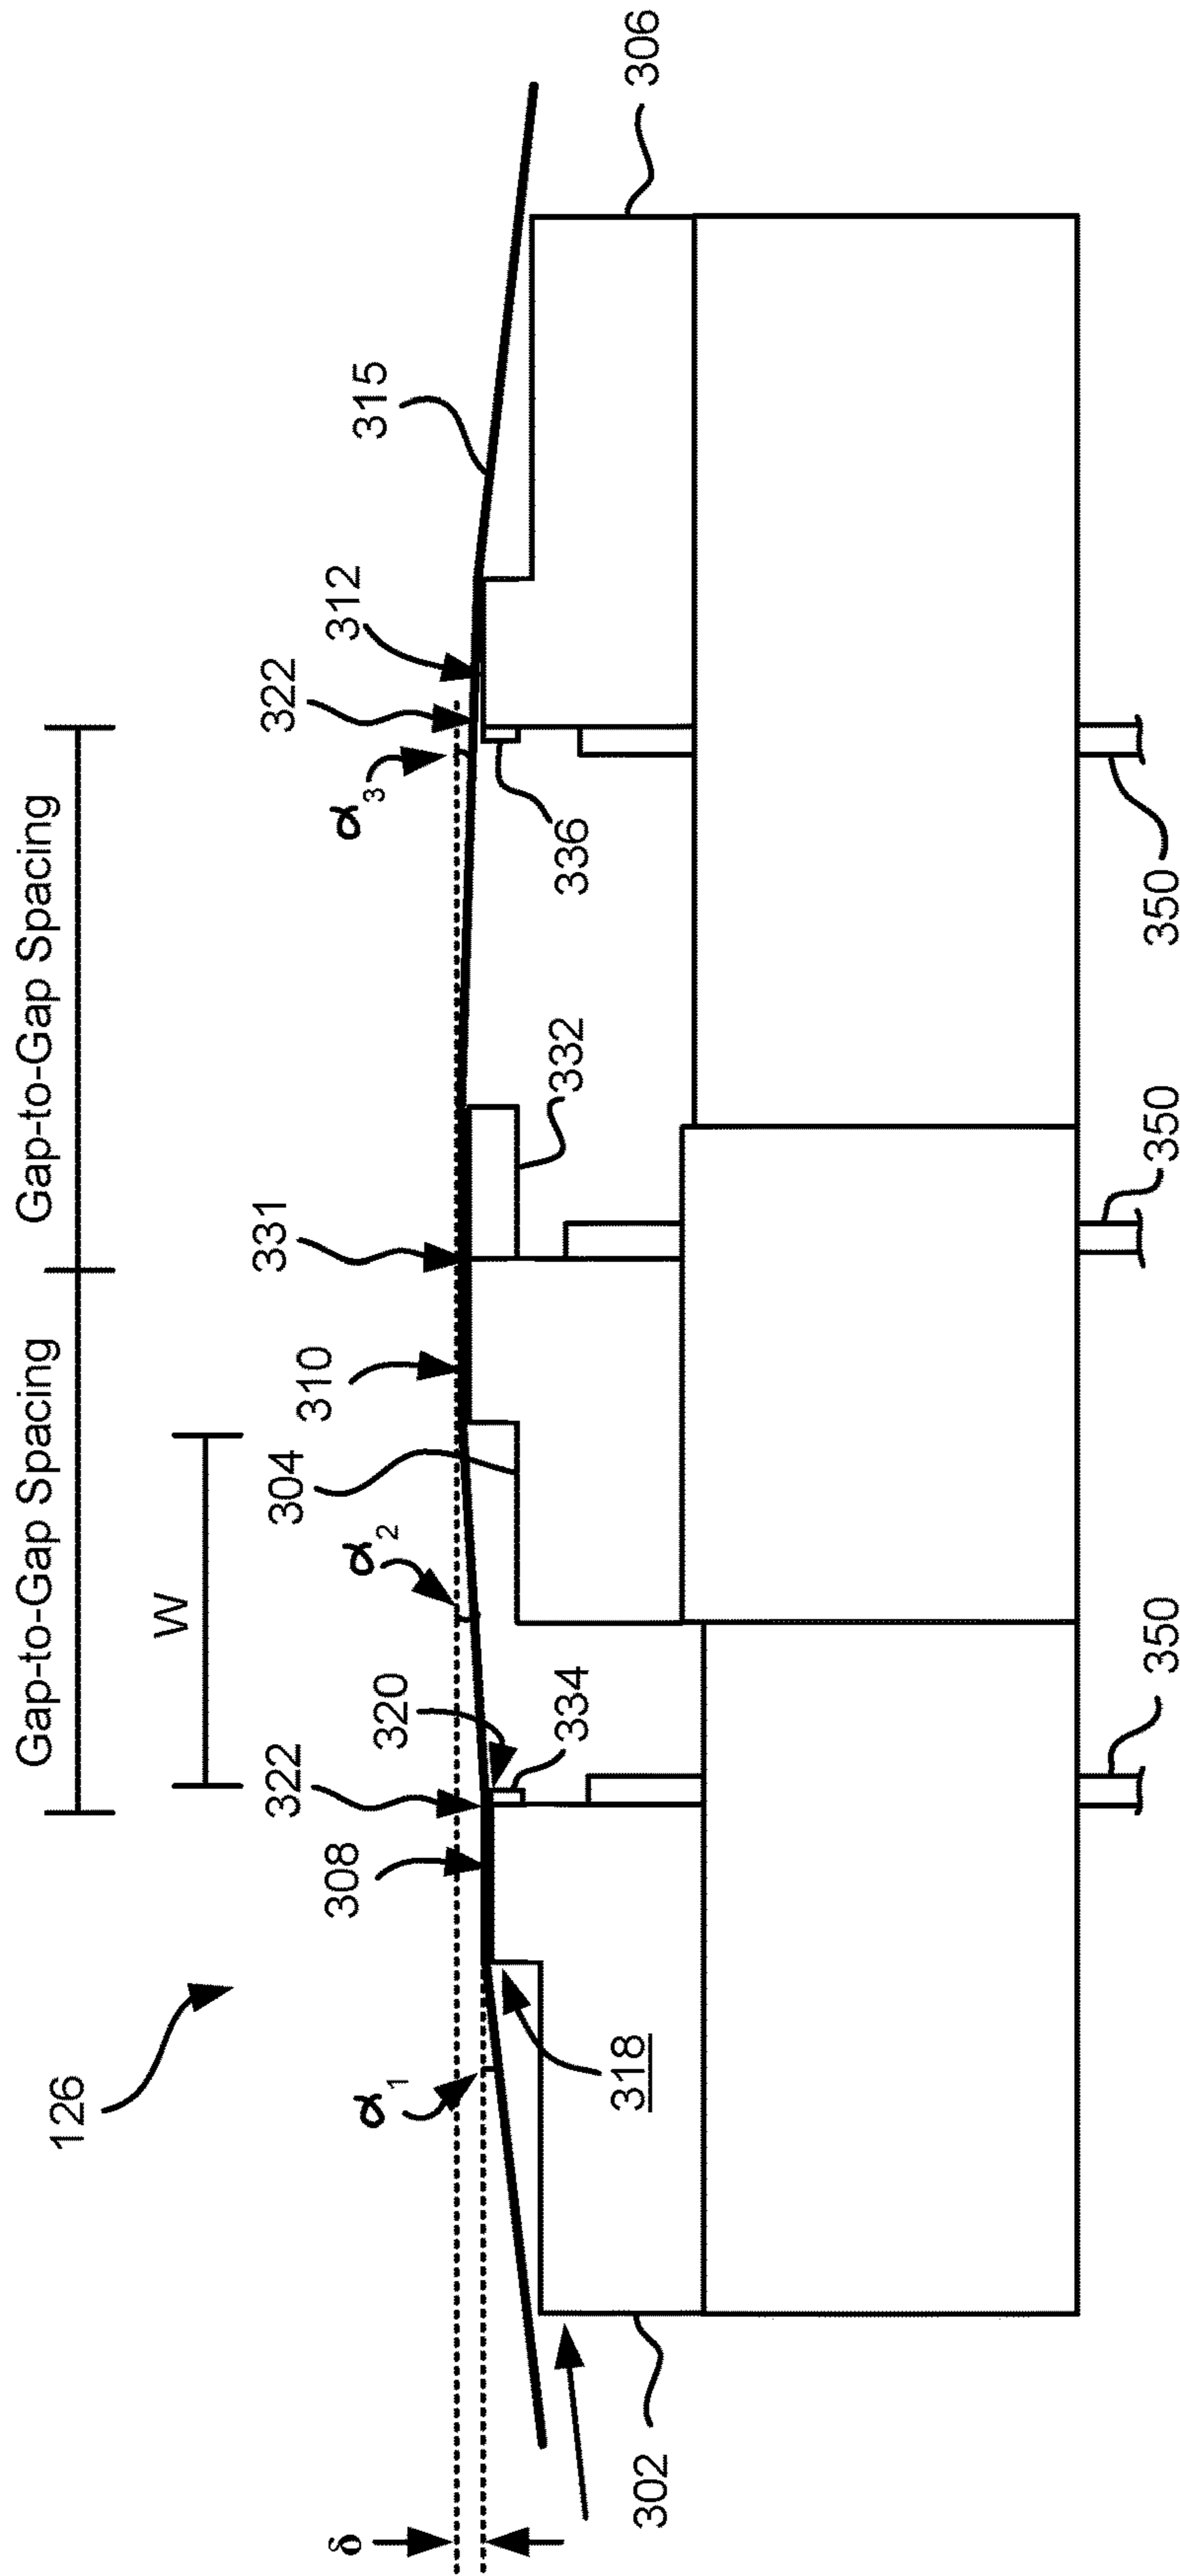 Gap-to-Gap Spacing
Gap-to-Gap Spacing
W
126
322
320
334
304
310
331
332
322
312
336
315
306
308
α1
α2
α3
318
δ
302
350
350
350